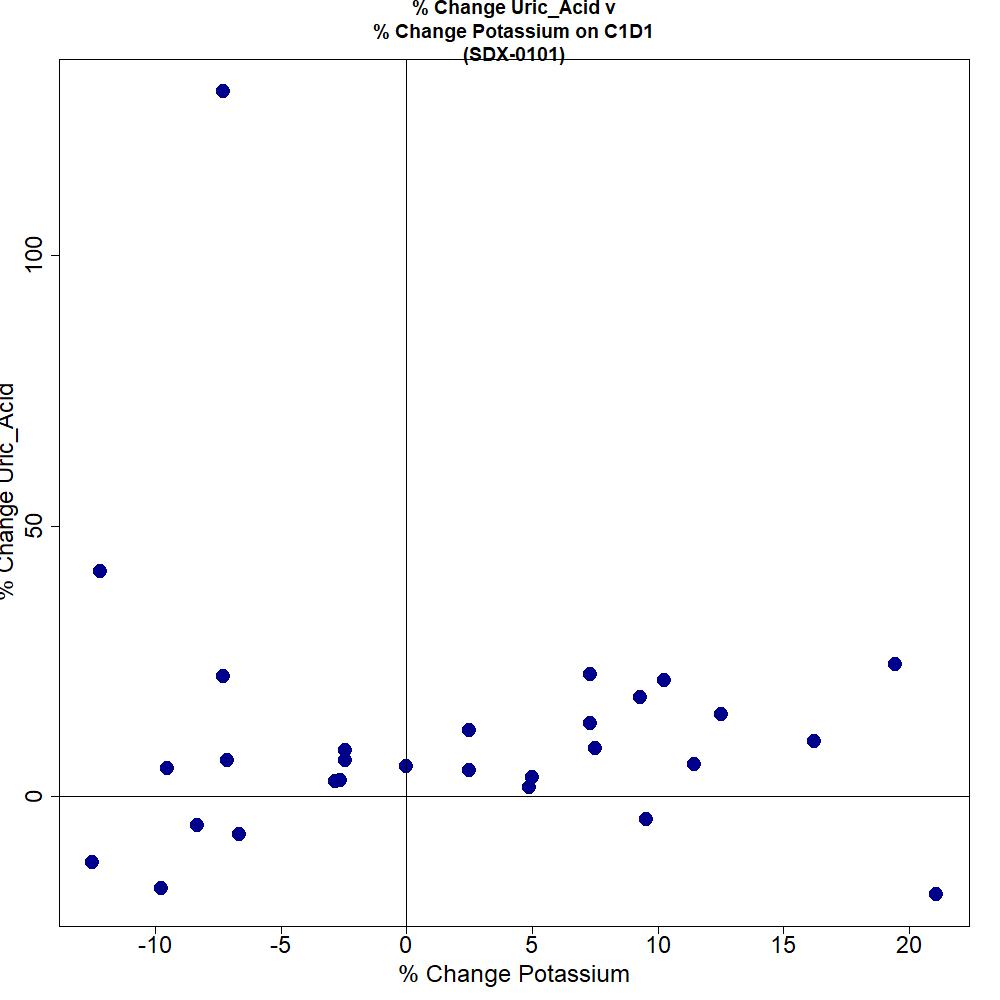 % Change Uric_Acid v
% Change Potassium on C1D1
(SDX-0101)
100
50
0
% Change Uric_Acid
-10
-5
0
5
10
15
20
% Change Potassium